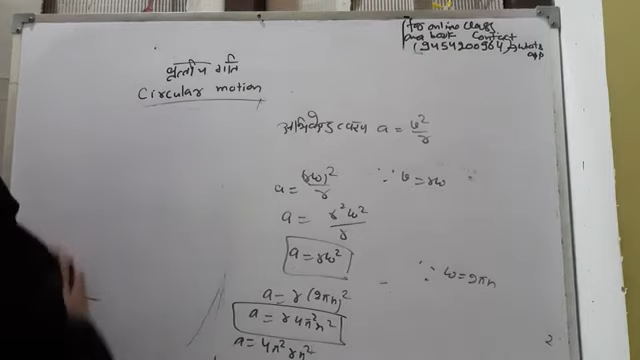 for online class
and book contact
(9454200964) whats
app
वृत्तीय गति
Circular motion
अभिकेन्द्र त्वरण a = v²/r
a = (rω)²/r ∵ v = rω
a = r²ω²/r
a = rω²
∵ ω = 2πn
a = r(2πn)²
a = r4π²n²
a = 4π²rn²
2